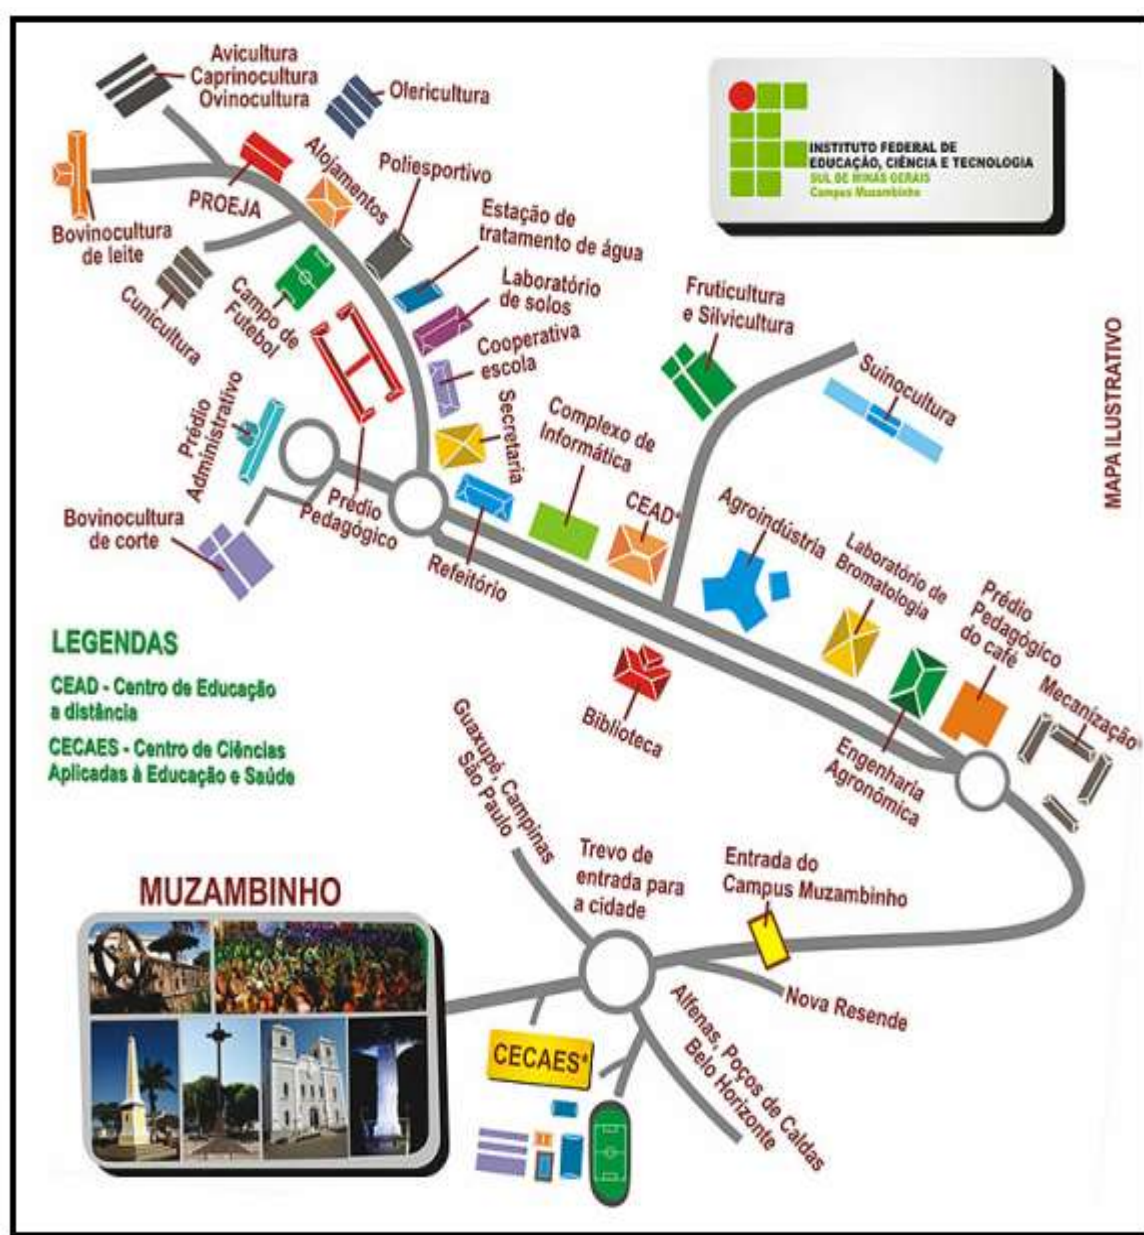 Avicultura
Caprinocultura
Ovinocultura
Olericultura
INSTITUTO FEDERAL DE
EDUCAÇÃO, CIÊNCIA E TECNOLOGIA
SUL DE MINAS GERAIS
Campus Muzambinho
PROEJA
Alojamentos
Poliesportivo
Bovinocultura
de leite
Estação de
tratamento de água
Cunicultura
Campo de
Futebol
Laboratório
de solos
Fruticultura
e Silvicultura
Cooperativa
escola
Suinocultura
MAPA ILUSTRATIVO
Prédio
Administrativo
Secretaria
Complexo de
Informática
CEAD*
Agroindústria
Bovinocultura
de corte
Prédio
Pedagógico
Refeitório
Laboratório de
Bromatologia
Prédio
Pedagógico
do café
Mecanização
LEGENDAS
CEAD - Centro de Educação
a distância
CECAES - Centro de Ciências
Aplicadas à Educação e Saúde
Biblioteca
Engenharia
Agronômica
Guaxupé, Campinas
São Paulo
Trevo de
entrada para
a cidade
Entrada do
Campus Muzambinho
MUZAMBINHO
Nova Resende
CECAES*
Alfenas, Poços de Caldas
Belo Horizonte